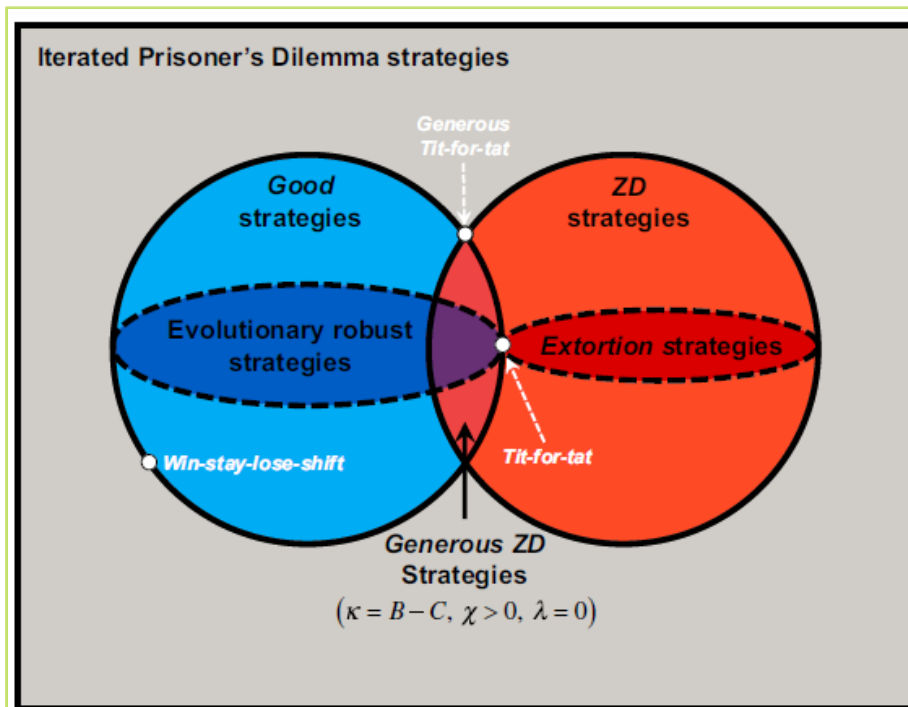 Iterated Prisoner's Dilemma strategies
Generous
Tit-for-tat
Good
strategies
ZD
strategies
Evolutionary robust
strategies
Extortion strategies
Win-stay-lose-shift
Tit-for-tat
Generous ZD
Strategies
(κ = B − C, χ > 0, λ = 0)